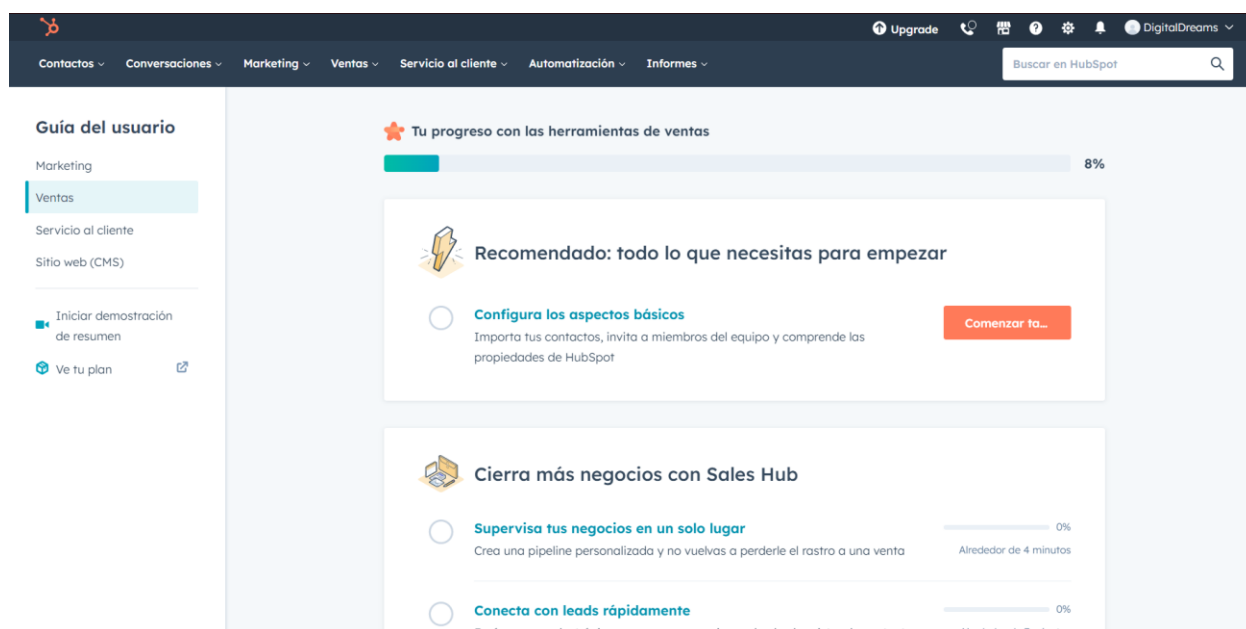 Upgrade DigitalDreams
Contactos Conversaciones Marketing Ventas Servicio al cliente Automatización Informes Buscar en HubSpot
Guía del usuario
Marketing
Ventas
Servicio al cliente
Sitio web (CMS)
Iniciar demostración
de resumen
Ve tu plan
Tu progreso con las herramientas de ventas
8%
Recomendado: todo lo que necesitas para empezar
Configura los aspectos básicos
Importa tus contactos, invita a miembros del equipo y comprende las
propiedades de HubSpot
Comenzar ta...
Cierra más negocios con Sales Hub
Supervisa tus negocios en un solo lugar
Crea una pipeline personalizada y no vuelvas a perderle el rastro a una venta
0%
Alrededor de 4 minutos
Conecta con leads rápidamente
0%